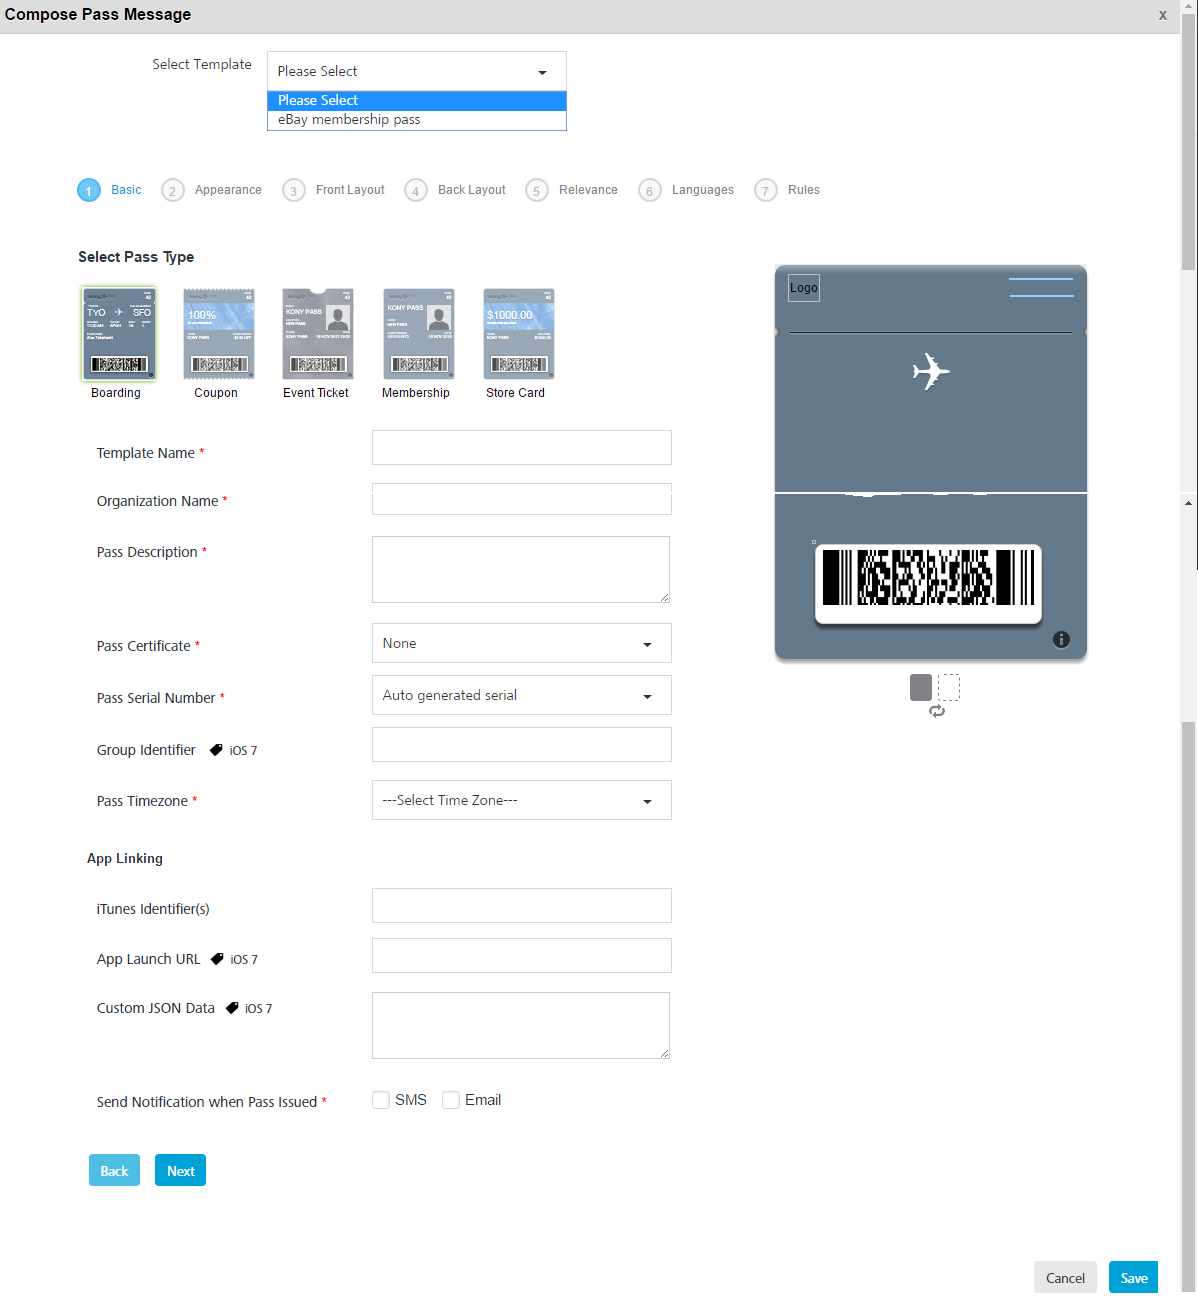 Compose Pass Message
x
Select Template
Please Select
Please Select
eBay membership pass
1 Basic 2 Appearance 3 Front Layout 4 Back Layout 5 Relevance 6 Languages 7 Rules
Select Pass Type
TYO SFO
100%
KONY PASS
KONY PASS
$1000.00
Boarding Coupon Event Ticket Membership Store Card
Logo
Template Name *
Organization Name *
Pass Description *
Pass Certificate * None
Pass Serial Number * Auto generated serial
Group Identifier iOS 7
Pass Timezone * ---Select Time Zone---
App Linking
iTunes Identifier(s)
App Launch URL iOS 7
Custom JSON Data iOS 7
Send Notification when Pass Issued * SMS Email
Back Next
Cancel Save